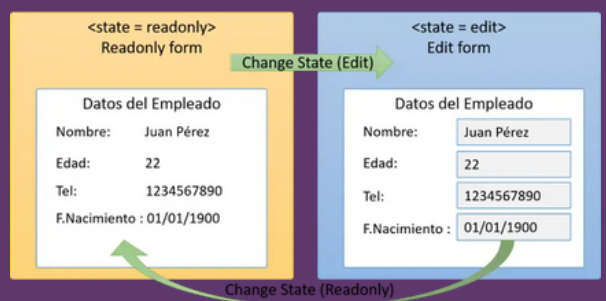 <state = readonly>
Readonly form
Datos del Empleado
Nombre: Juan Pérez
Edad: 22
Tel: 1234567890
F.Nacimiento : 01/01/1900
Change State (Edit)
<state = edit>
Edit form
Datos del Empleado
Nombre: Juan Pérez
Edad: 22
Tel: 1234567890
F.Nacimiento : 01/01/1900
Change State (Readonly)